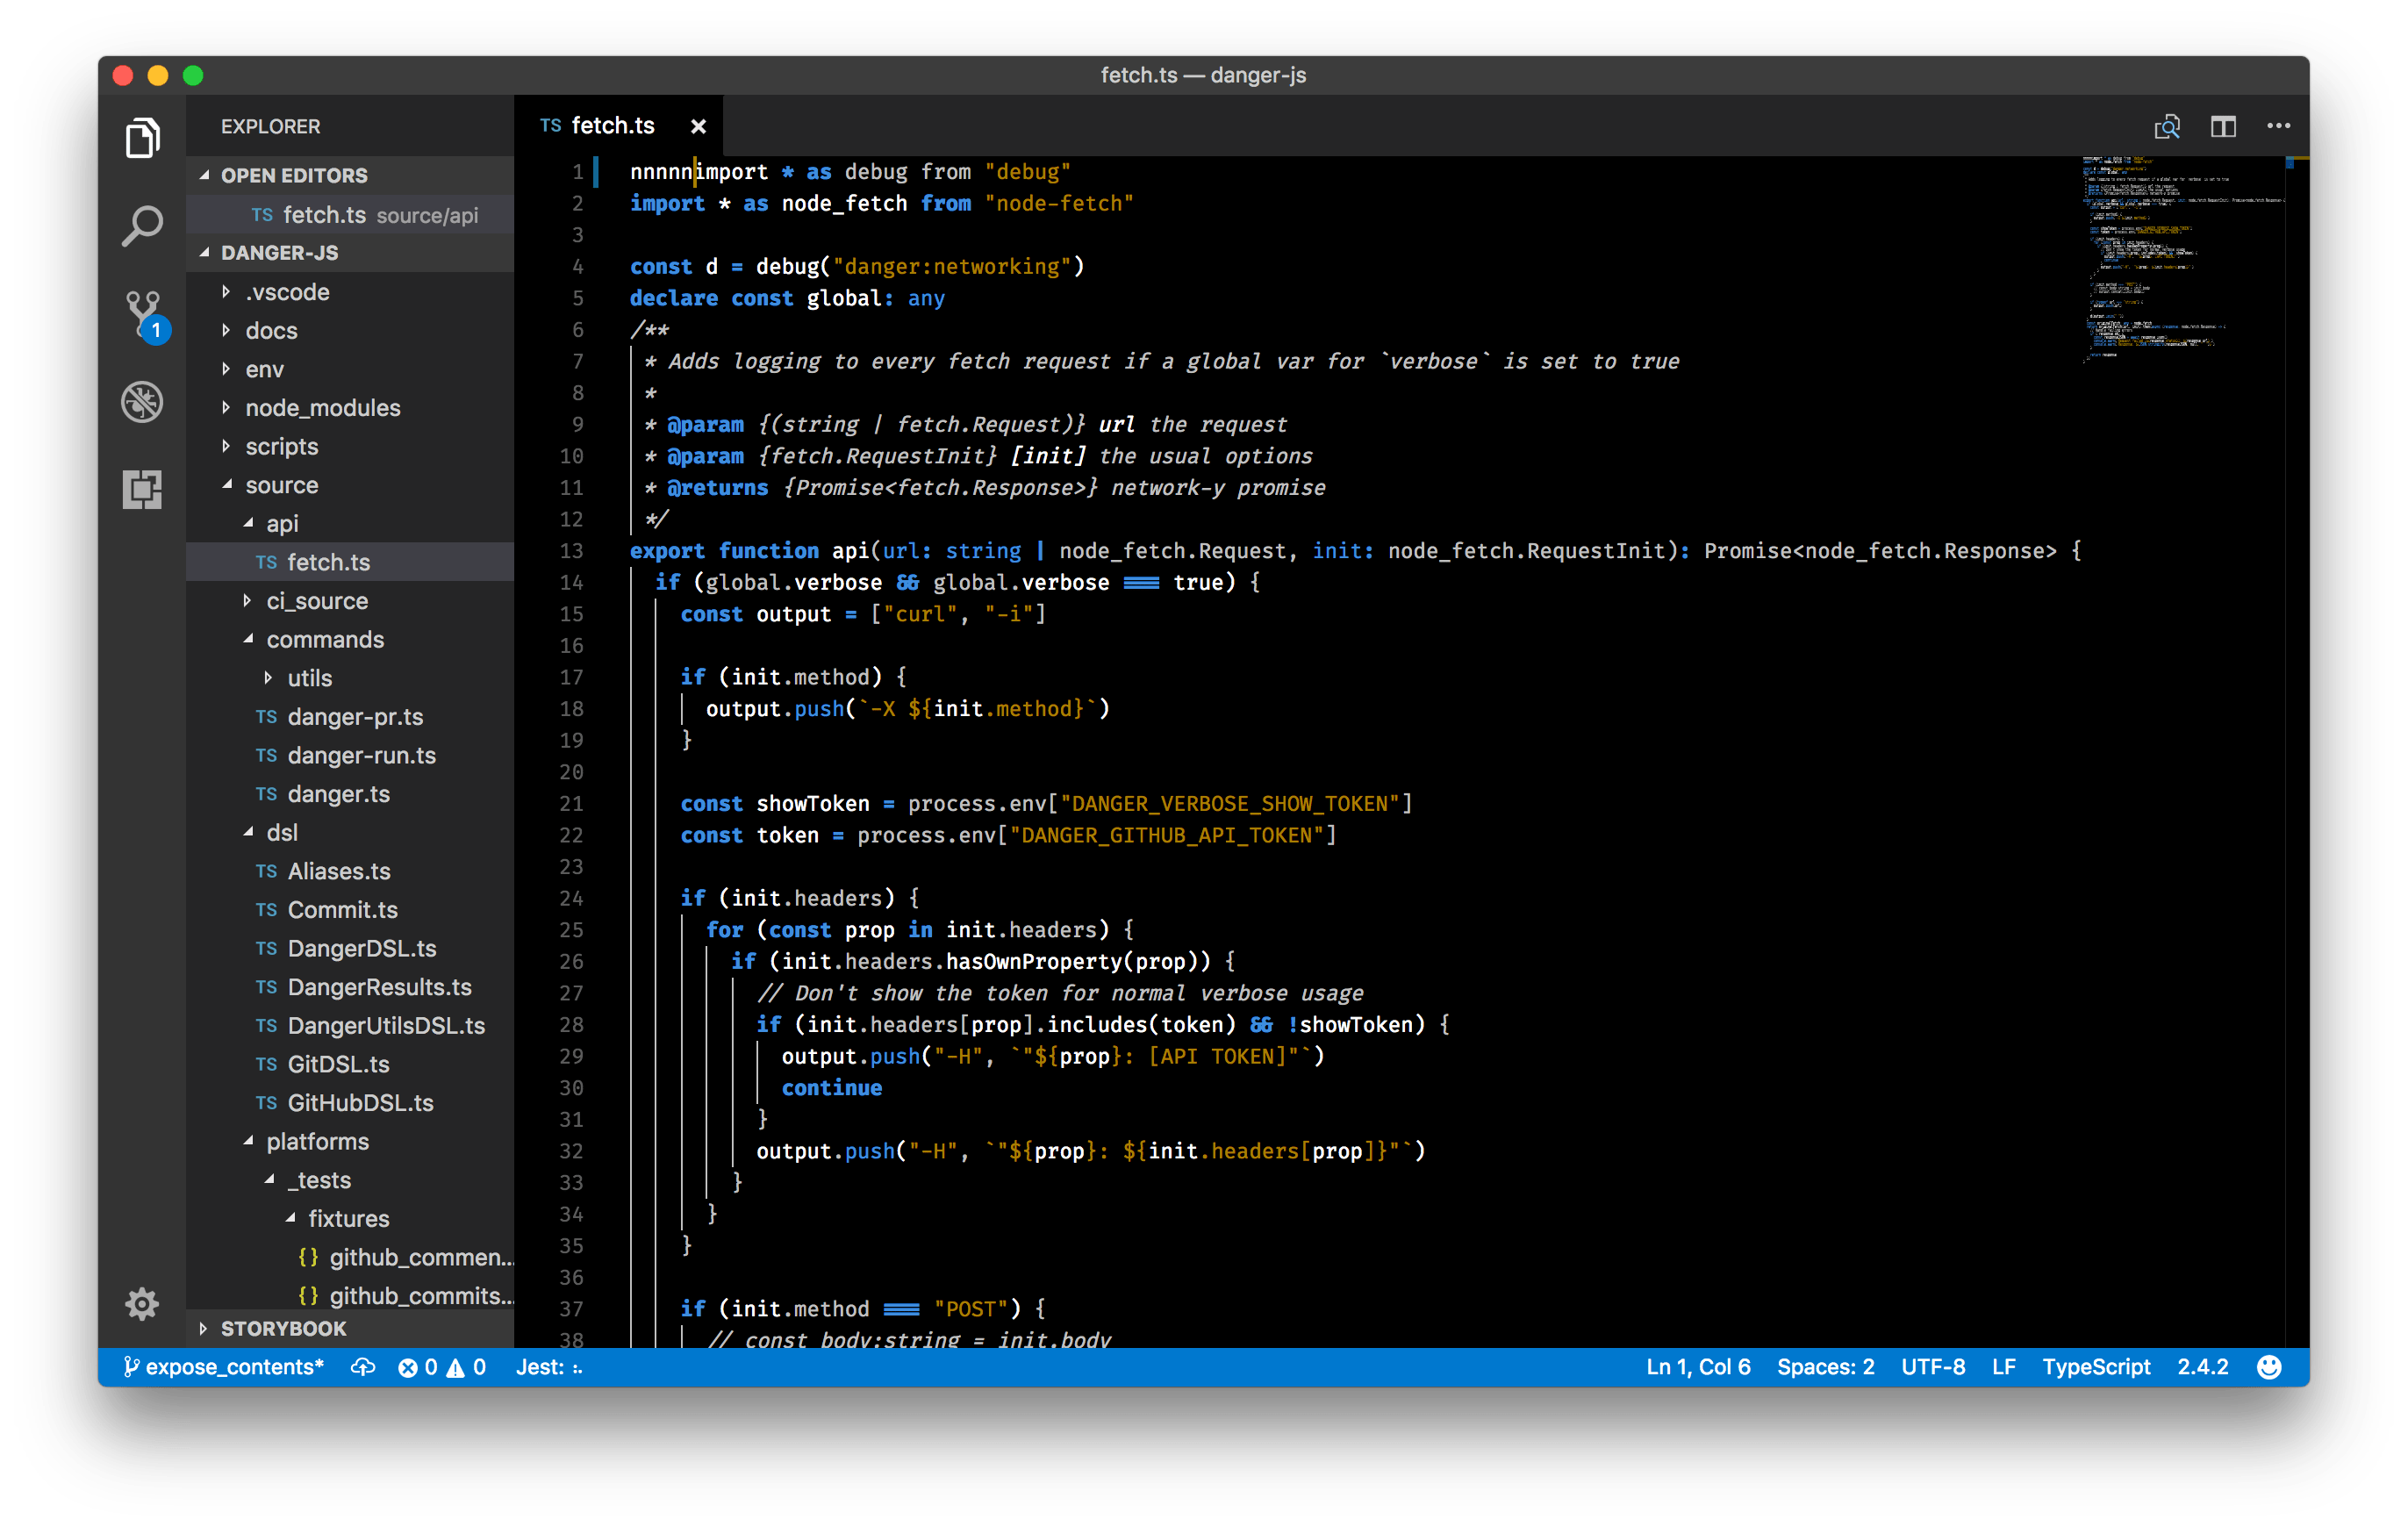 fetch.ts — danger-js
EXPLORER
OPEN EDITORS
TS fetch.ts source/api
DANGER-JS
.vscode
docs
env
node_modules
scripts
source
api
TS fetch.ts
ci_source
commands
utils
TS danger-pr.ts
TS danger-run.ts
TS danger.ts
dsl
TS Aliases.ts
TS Commit.ts
TS DangerDSL.ts
TS DangerResults.ts
TS DangerUtilsDSL.ts
TS GitDSL.ts
TS GitHubDSL.ts
platforms
_tests
fixtures
{} github_commen...
{} github_commits...
STORYBOOK
1
TS fetch.ts ×
1 nnnnnimport * as debug from "debug"
2 import * as node_fetch from "node-fetch"
3
4 const d = debug("danger:networking")
5 declare const global: any
6 /**
7 * Adds logging to every fetch request if a global var for `verbose` is set to true
8 *
9 * @param {(string | fetch.Request)} url the request
10 * @param {fetch.RequestInit} [init] the usual options
11 * @returns {Promise<fetch.Response>} network-y promise
12 */
13 export function api(url: string | node_fetch.Request, init: node_fetch.RequestInit): Promise<node_fetch.Response> {
14 if (global.verbose && global.verbose === true) {
15 const output = ["curl", "-i"]
16
17 if (init.method) {
18 output.push(`-X ${init.method}`)
19 }
20
21 const showToken = process.env["DANGER_VERBOSE_SHOW_TOKEN"]
22 const token = process.env["DANGER_GITHUB_API_TOKEN"]
23
24 if (init.headers) {
25 for (const prop in init.headers) {
26 if (init.headers.hasOwnProperty(prop)) {
27 // Don't show the token for normal verbose usage
28 if (init.headers[prop].includes(token) && !showToken) {
29 output.push("-H", `"${prop}: [API TOKEN]"`)
30 continue
31 }
32 output.push("-H", `"${prop}: ${init.headers[prop]}"`)
33 }
34 }
35 }
36
37 if (init.method === "POST") {
38 // const body:string = init.body
expose_contents* 0 0 Jest: :.
Ln 1, Col 6 Spaces: 2 UTF-8 LF TypeScript 2.4.2